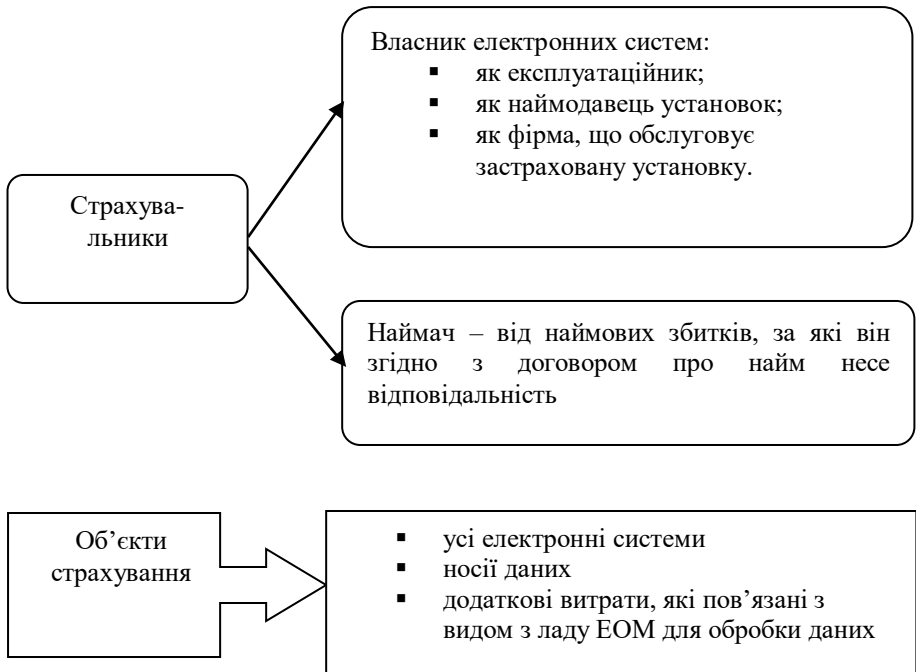 Власник електронних систем:
▪ як експлуатаційник;
▪ як наймодавець установок;
▪ як фірма, що обслуговує
застраховану установку.
Страхува-
льники
Наймач – від наймових збитків, за які він
згідно з договором про найм несе
відповідальність
Об’єкти
страхування
▪ усі електронні системи
▪ носії даних
▪ додаткові витрати, які пов’язані з
видом з ладу ЕОМ для обробки даних